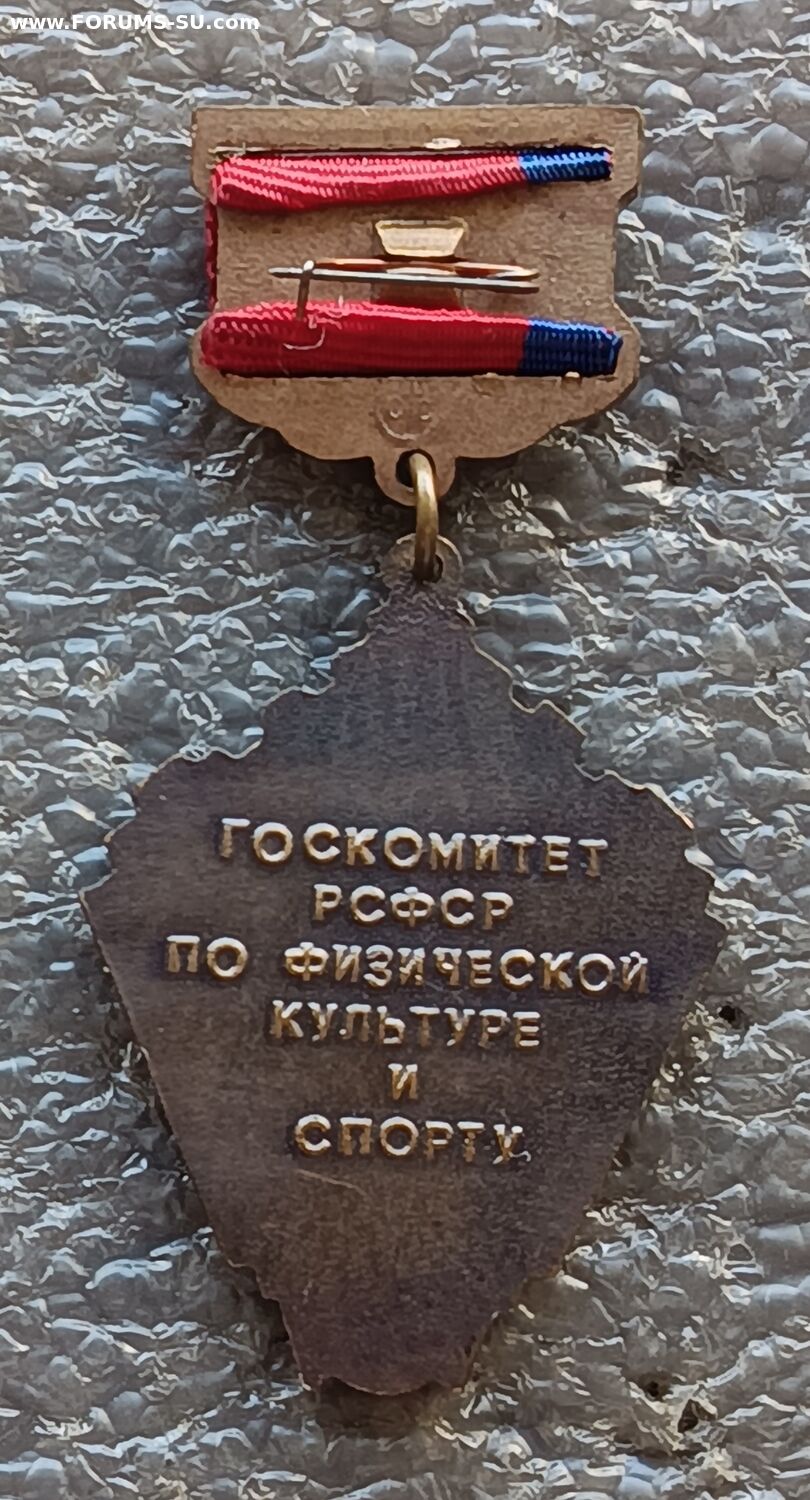 www.FORUMS-SU.com
ГОСКОМИТЕТ
РСФСР
ПО ФИЗИЧЕСКОЙ
КУЛЬТУРЕ
И
СПОРТУ